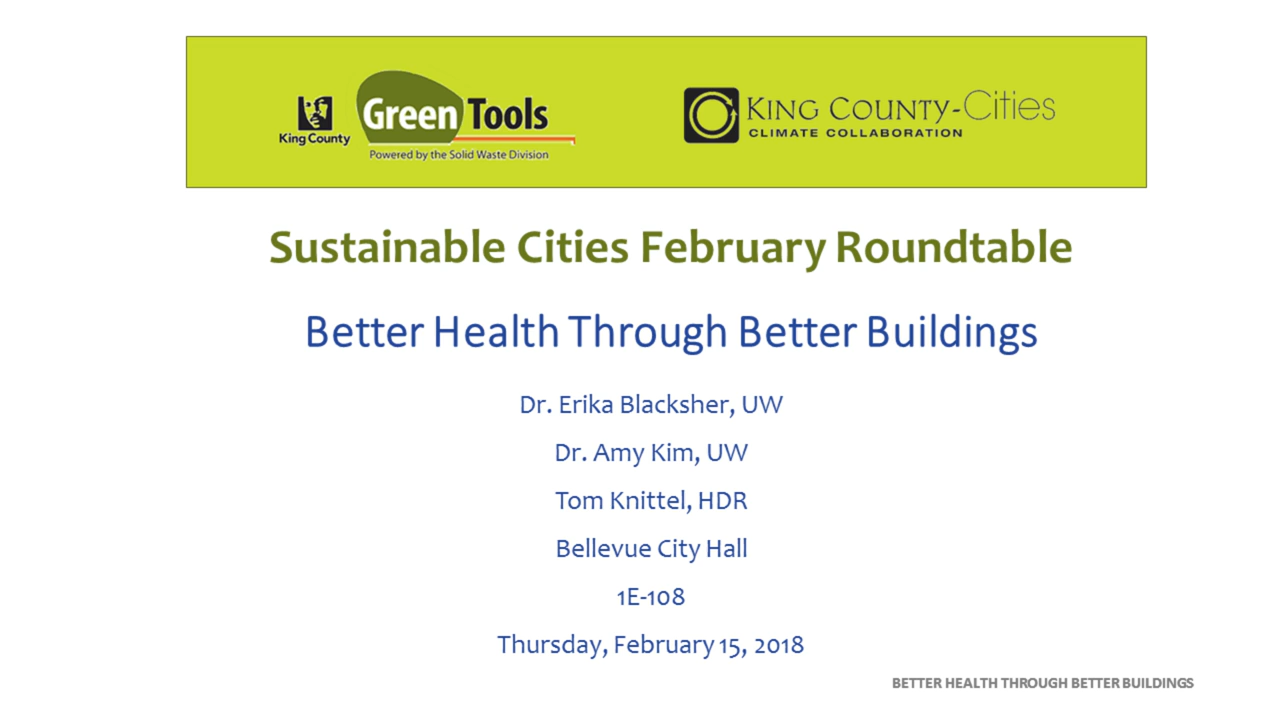 King County
Green Tools
Powered by the Solid Waste Division
KING COUNTY-Cities
CLIMATE COLLABORATION
Sustainable Cities February Roundtable
Better Health Through Better Buildings
Dr. Erika Blacksher, UW
Dr. Amy Kim, UW
Tom Knittel, HDR
Bellevue City Hall
1E-108
Thursday, February 15, 2018
BETTER HEALTH THROUGH BETTER BUILDINGS